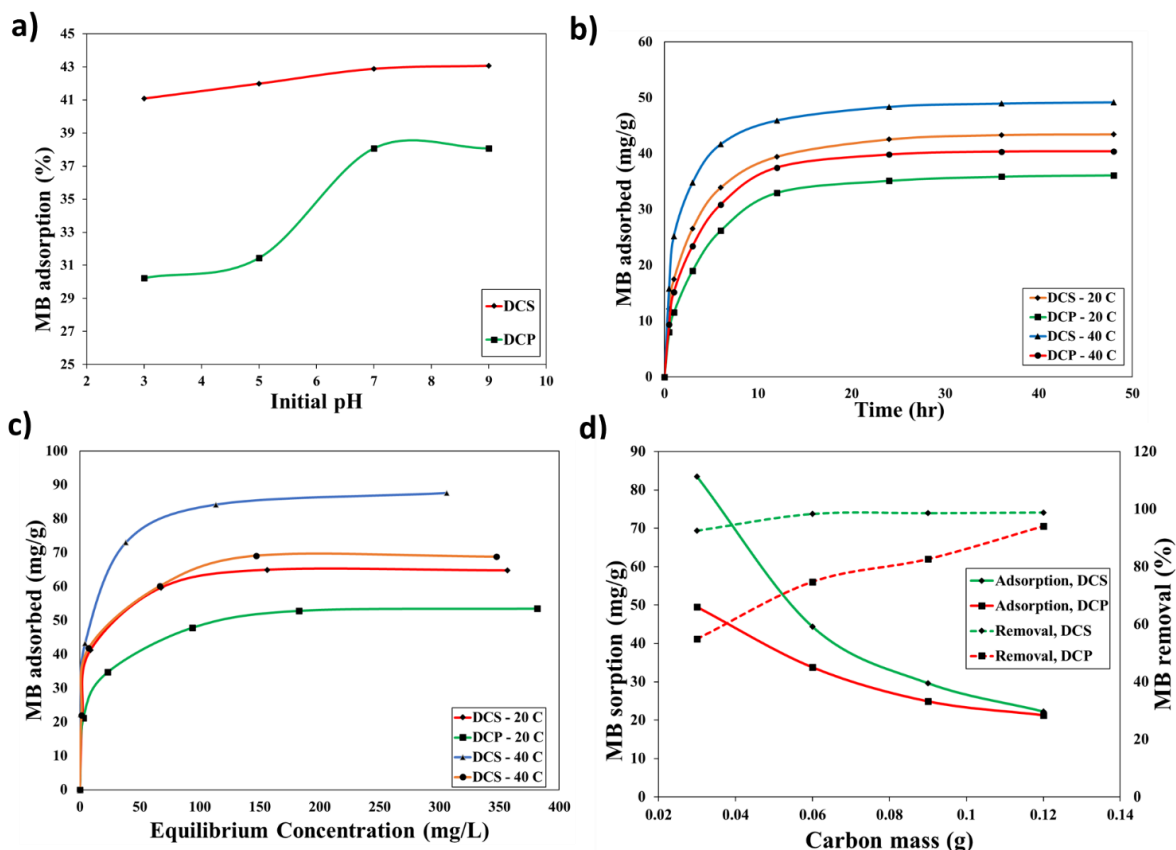 a)
MB adsorption (%)
45
43
41
39
37
35
33
31
29
27
25
2 3 4 5 6 7 8 9 10
Initial pH
DCS
DCP
b)
MB adsorbed (mg/g)
60
50
40
30
20
10
0
0 10 20 30 40 50
Time (hr)
DCS - 20 C
DCP - 20 C
DCS - 40 C
DCP - 40 C
c)
MB adsorbed (mg/g)
100
90
80
70
60
50
40
30
20
10
0
0 50 100 150 200 250 300 350 400
Equilibrium Concentration (mg/L)
DCS - 20 C
DCP - 20 C
DCS - 40 C
DCS - 40 C
d)
MB sorption (mg/g)
90
80
70
60
50
40
30
20
10
0
0.02 0.04 0.06 0.08 0.1 0.12 0.14
Carbon mass (g)
120
100
80
60
40
20
0
MB removal (%)
Adsorption, DCS
Adsorption, DCP
Removal, DCS
Removal, DCP